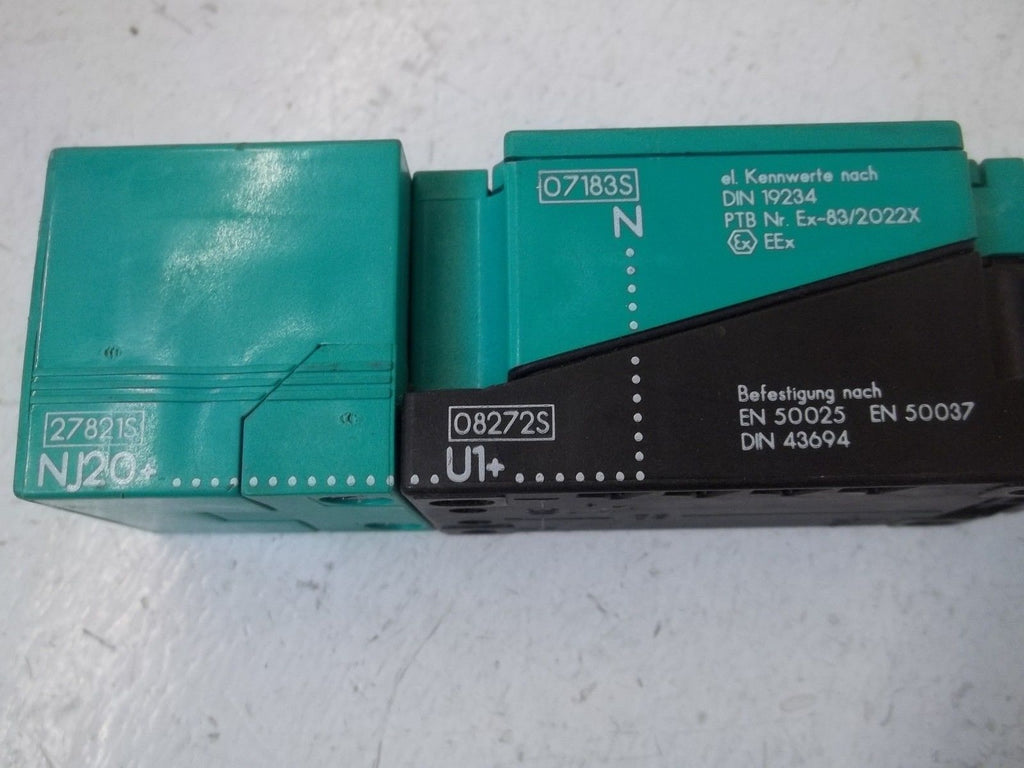 07183S
N
el. Kennwerte nach
DIN 19234
PTB Nr. Ex-83/2022X
Ex EEx
27821S
NJ20+
08272S
U1+
Befestigung nach
EN 50025 EN 50037
DIN 43694